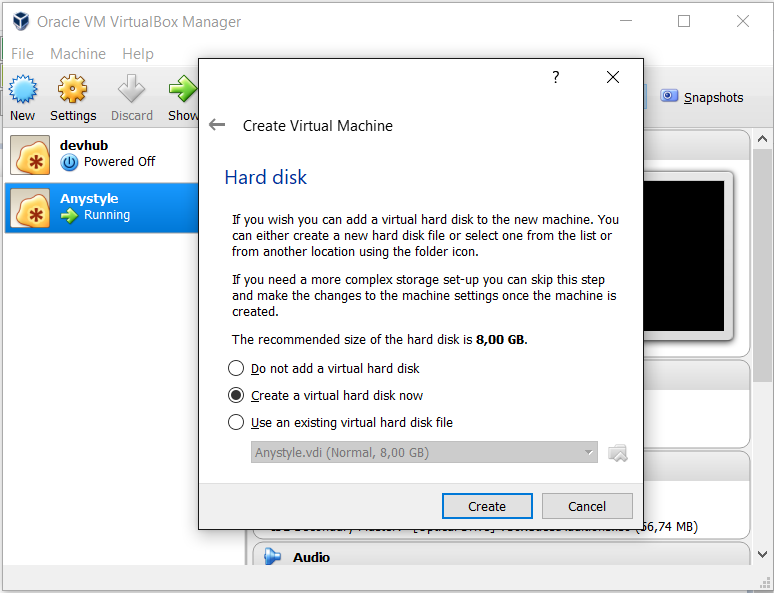 Oracle VM VirtualBox Manager
File Machine Help
New Settings Discard Show
Snapshots
devhub
Powered Off
Anystyle
Running
?
Create Virtual Machine
Hard disk
If you wish you can add a virtual hard disk to the new machine. You
can either create a new hard disk file or select one from the list or
from another location using the folder icon.
If you need a more complex storage set-up you can skip this step
and make the changes to the machine settings once the machine is
created.
The recommended size of the hard disk is 8,00 GB.
Do not add a virtual hard disk
Create a virtual hard disk now
Use an existing virtual hard disk file
Anystyle.vdi (Normal, 8,00 GB)
Create Cancel
56,74 MB)
Audio